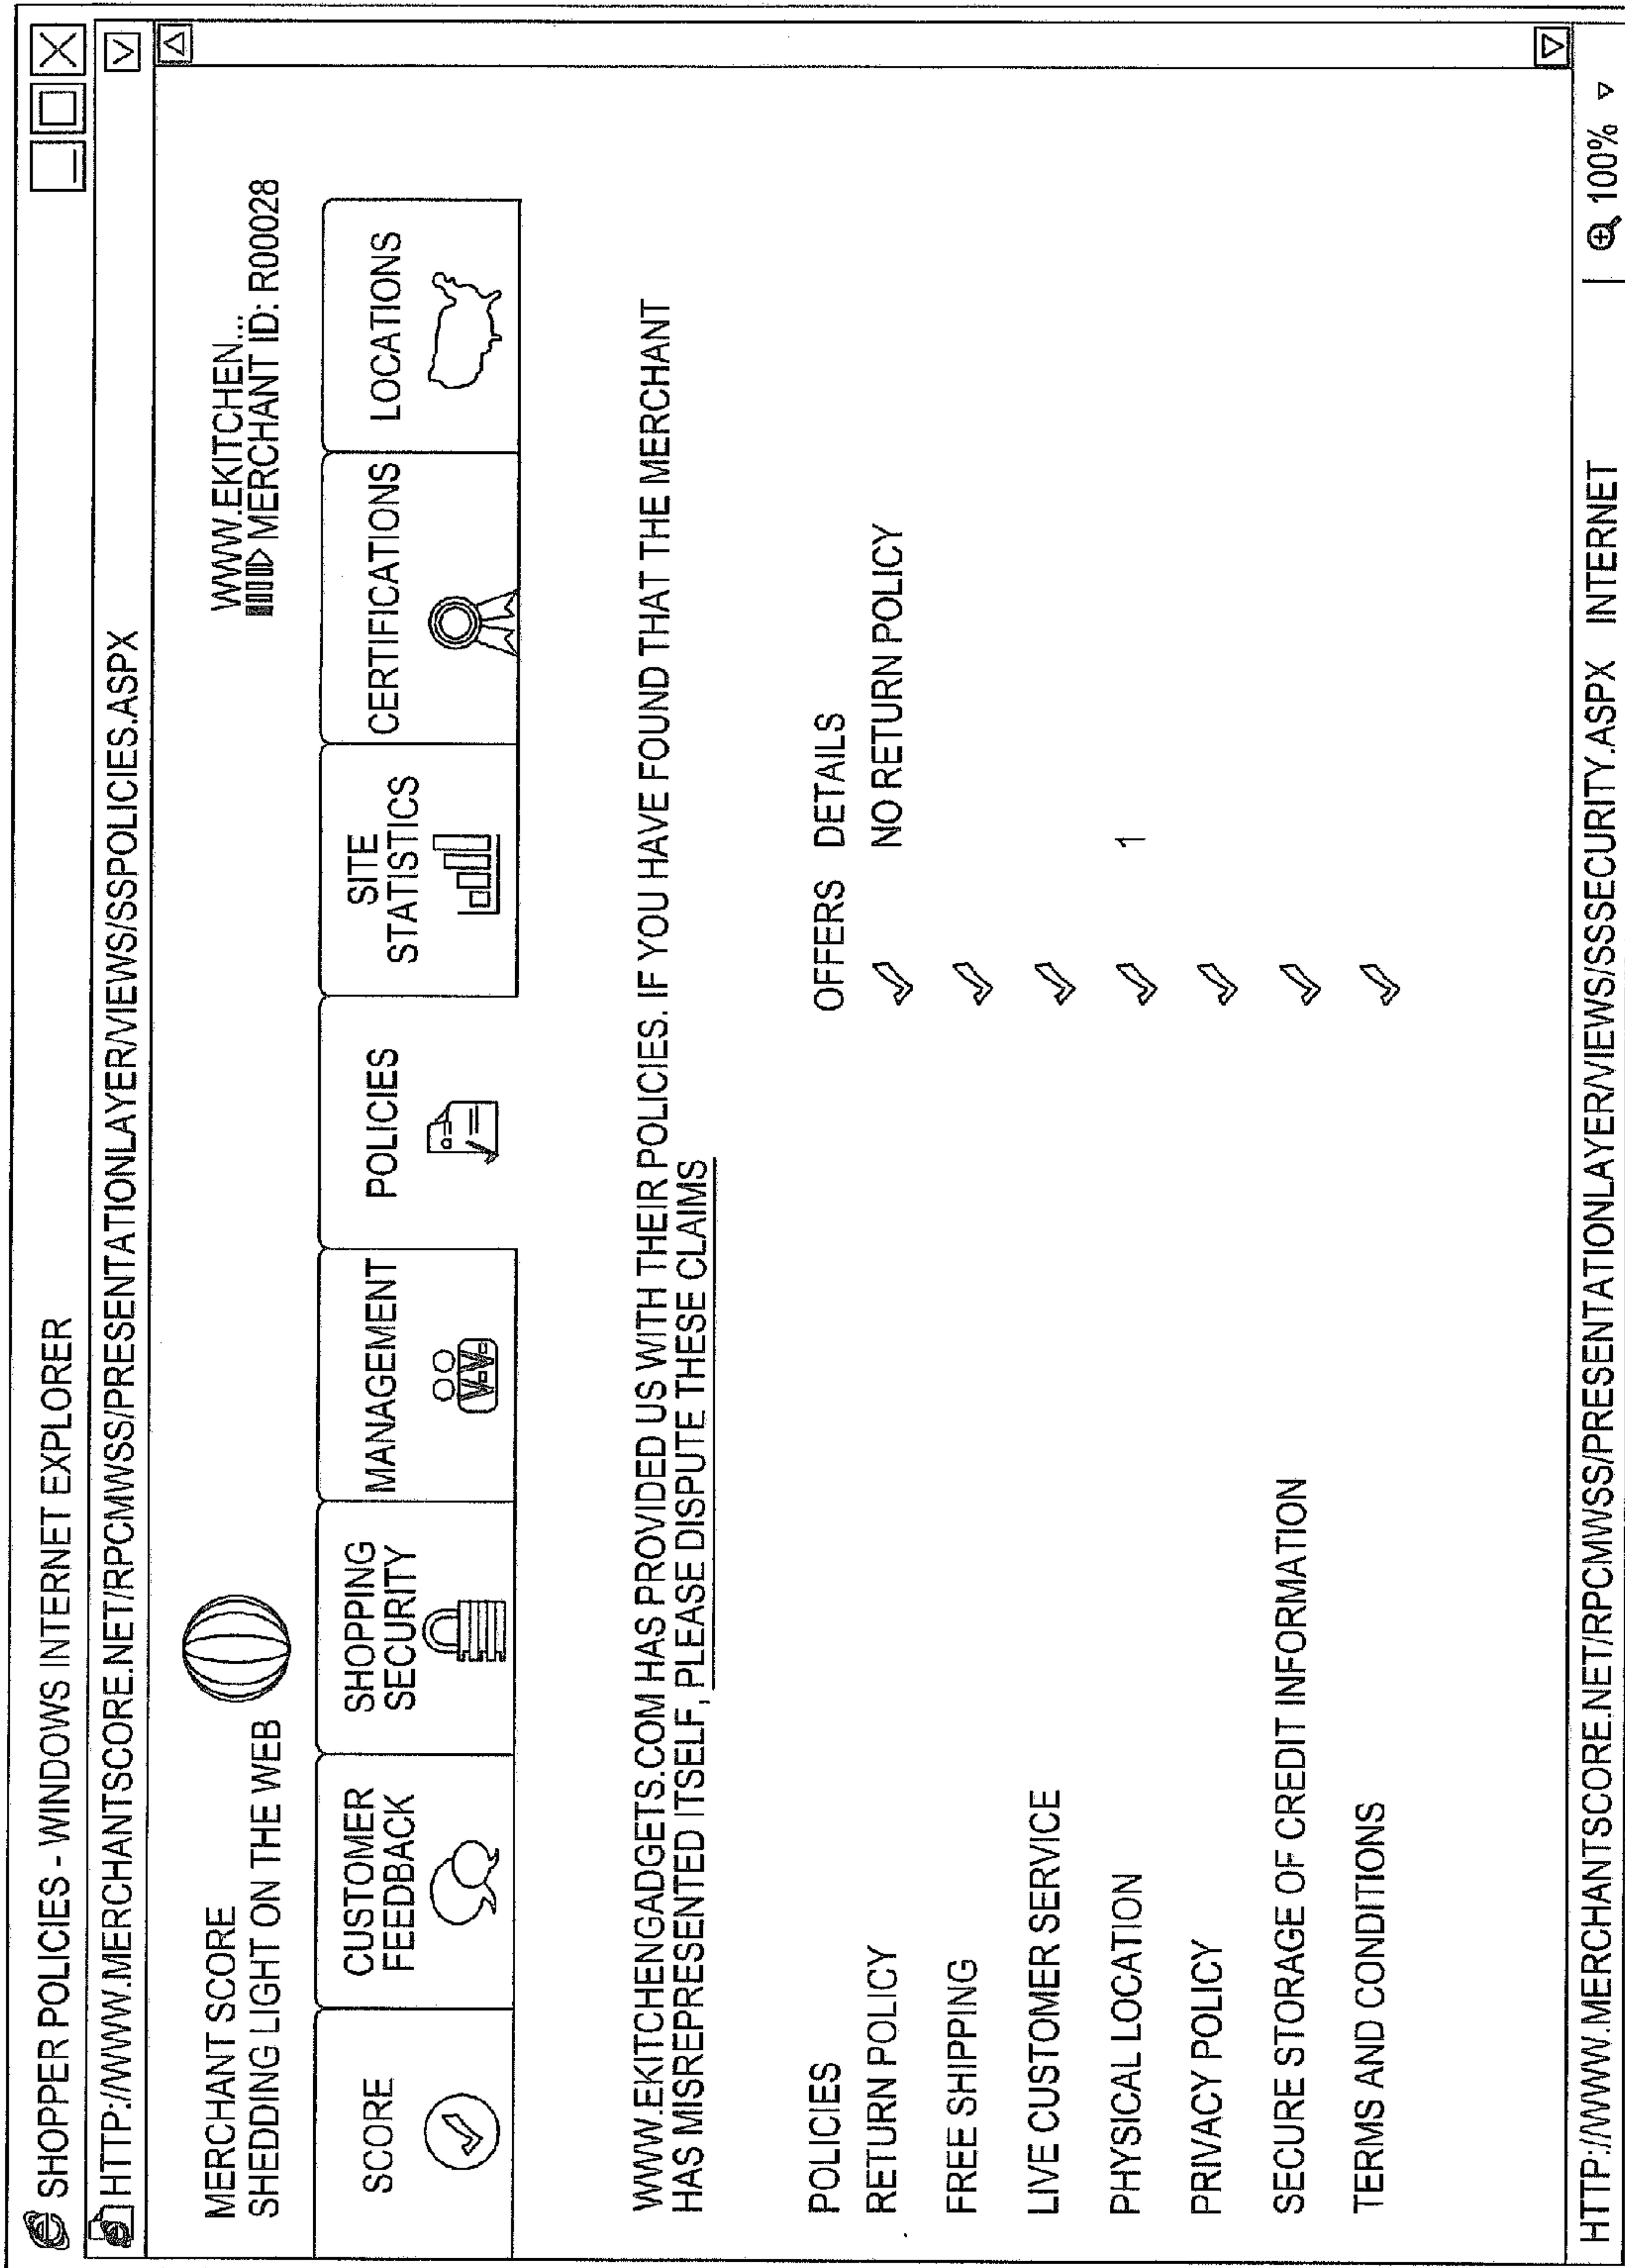 SHOPPER POLICIES - WINDOWS INTERNET EXPLORER
HTTP://WWW.MERCHANTSCORE.NET/RPCMWSS/PRESENTATIONLAYER/VIEWS/SSPOLICIES.ASPX
MERCHANT SCORE
SHEDDING LIGHT ON THE WEB
WWW.EKITCHEN...
MERCHANT ID: R00028
SCORE
CUSTOMER
FEEDBACK
SHOPPING
SECURITY
MANAGEMENT
POLICIES
SITE
STATISTICS
CERTIFICATIONS
LOCATIONS
WWW.EKITCHENGADGETS.COM HAS PROVIDED US WITH THEIR POLICIES. IF YOU HAVE FOUND THAT THE MERCHANT
HAS MISREPRESENTED ITSELF, PLEASE DISPUTE THESE CLAIMS
POLICIES OFFERS DETAILS
RETURN POLICY NO RETURN POLICY
FREE SHIPPING
LIVE CUSTOMER SERVICE
PHYSICAL LOCATION 1
PRIVACY POLICY
SECURE STORAGE OF CREDIT INFORMATION
TERMS AND CONDITIONS
HTTP://WWW.MERCHANTSCORE.NET/RPCMWSS/PRESENTATIONLAYER/VIEWS/SSSECURITY.ASPX INTERNET 100%